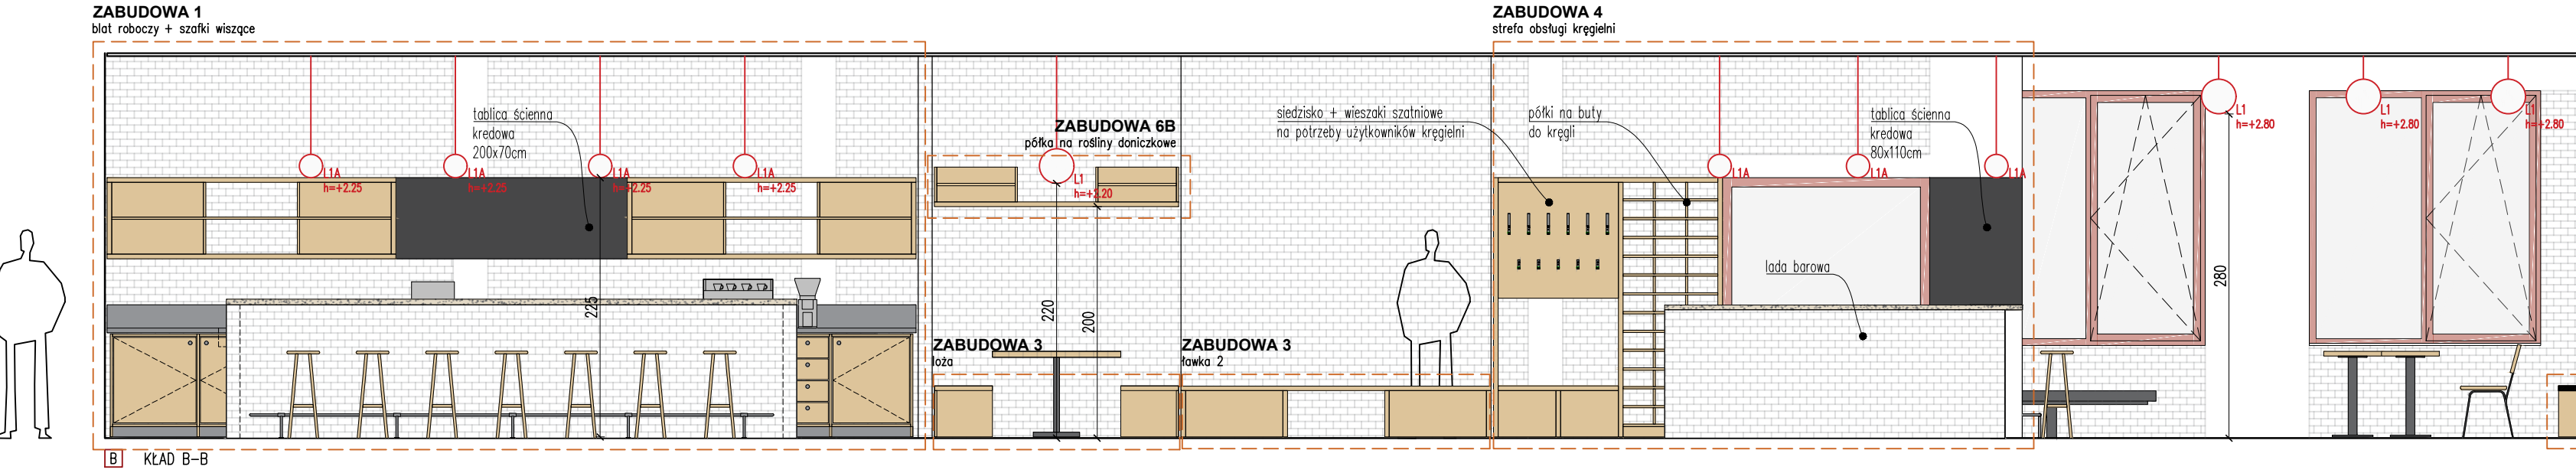 ZABUDOWA 1
blat roboczy + szafki wiszące
tablica ścienna
kredowa
200x70cm
L1A
h=+2.25
L1A
h=+2.25
L1A
h=+2.25
L1A
h=+2.25
225
ZABUDOWA 6B
półka na rośliny doniczkowe
L1
h=+2.20
220
200
ZABUDOWA 3
loża
ZABUDOWA 3
ławka 2
ZABUDOWA 4
strefa obsługi kręgielni
siedzisko + wieszaki szatniowe
na potrzeby użytkowników kręgielni
półki na buty
do kręgli
tablica ścienna
kredowa
80x110cm
L1A
L1A
L1A
lada barowa
L1
h=+2.80
280
L1
h=+2.80
L1
h=+2.80
B KŁAD B-B